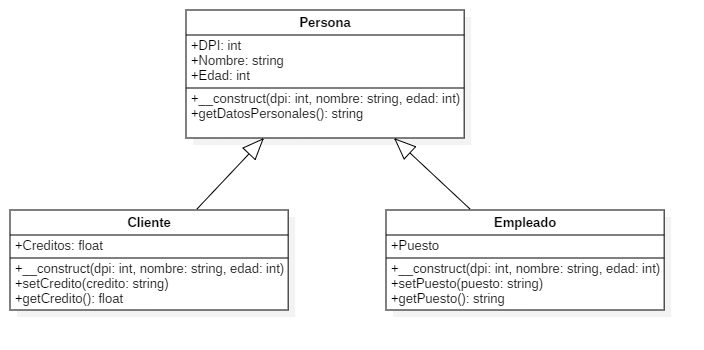 Persona
+DPI: int
+Nombre: string
+Edad: int
+__construct(dpi: int, nombre: string, edad: int)
+getDatosPersonales(): string
Cliente
+Creditos: float
+__construct(dpi: int, nombre: string, edad: int)
+setCredito(credito: string)
+getCredito(): float
Empleado
+Puesto
+__construct(dpi: int, nombre: string, edad: int)
+setPuesto(puesto: string)
+getPuesto(): string